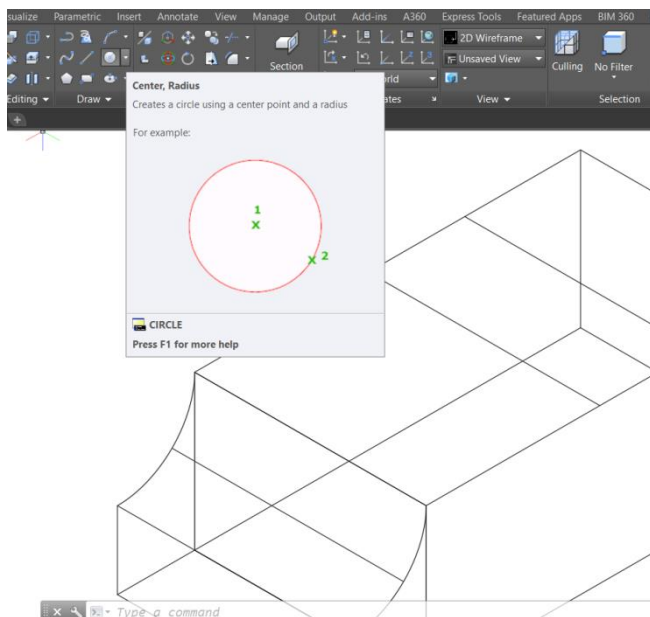 Parametric Insert Annotate View Manage Output Add-ins A360 Express Tools Featured Apps BIM 360
2D Wireframe
Unsaved View
Section
Culling
No Filter
Editing Draw View Selection
Center, Radius
Creates a circle using a center point and a radius
For example:
1
2
CIRCLE
Press F1 for more help
Type a command